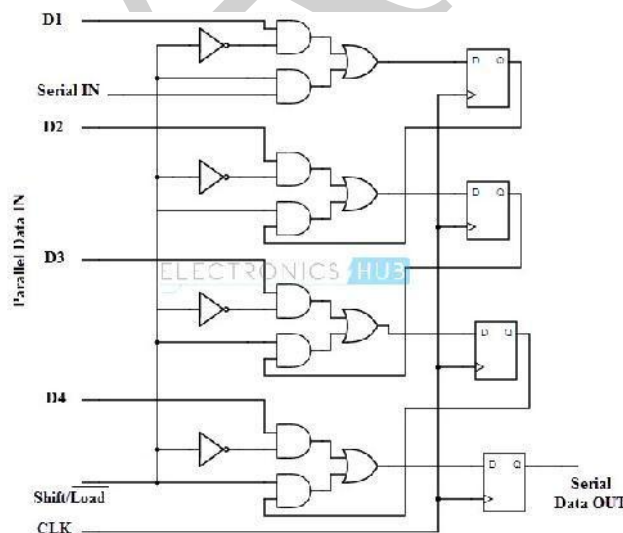 D1
D Q
Serial IN
D2
D Q
Parallel Data IN
D3
ELECTRONICS HUB
D Q
D4
D Q
Serial
Data OUT
Shift/Load
CLK